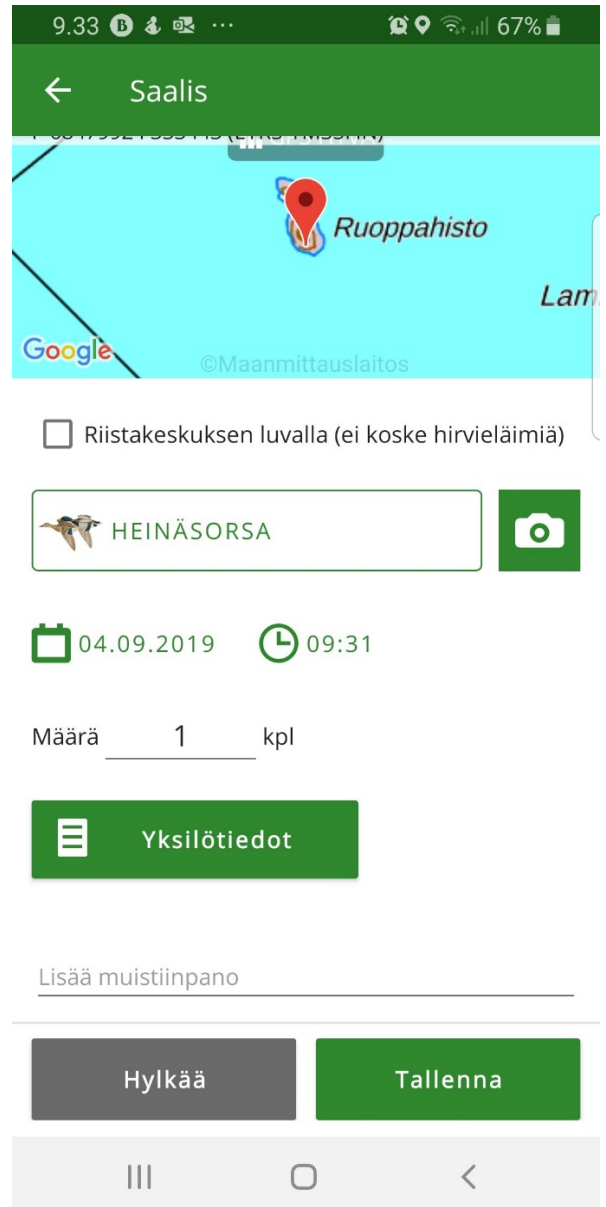 9.33 67%
Saalis
Ruoppahisto
Lam
Google
©Maanmittauslaitos
Riistakeskuksen luvalla (ei koske hirvieläimiä)
HEINÄSORSA
04.09.2019 09:31
Määrä 1 kpl
Yksilötiedot
Lisää muistiinpano
Hylkää Tallenna